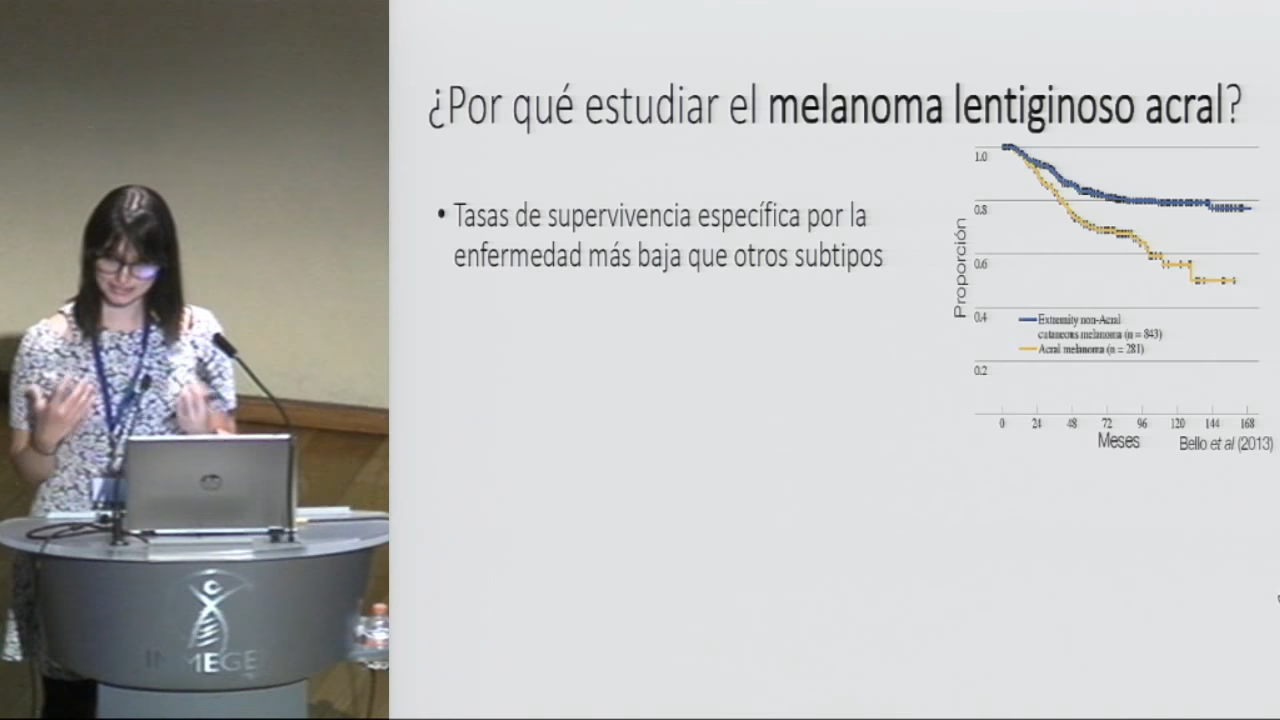 ¿Por qué estudiar el melanoma lentiginoso acral?
• Tasas de supervivencia específica por la
enfermedad más baja que otros subtipos
1.0
0.8
0.6
0.4
0.2
Proporción
Extremity non-Acral
cutaneous melanoma (n = 843)
Acral melanoma (n = 281)
0 24 48 72 96 120 144 168
Meses
Bello et al (2013)
hp
INMEGE